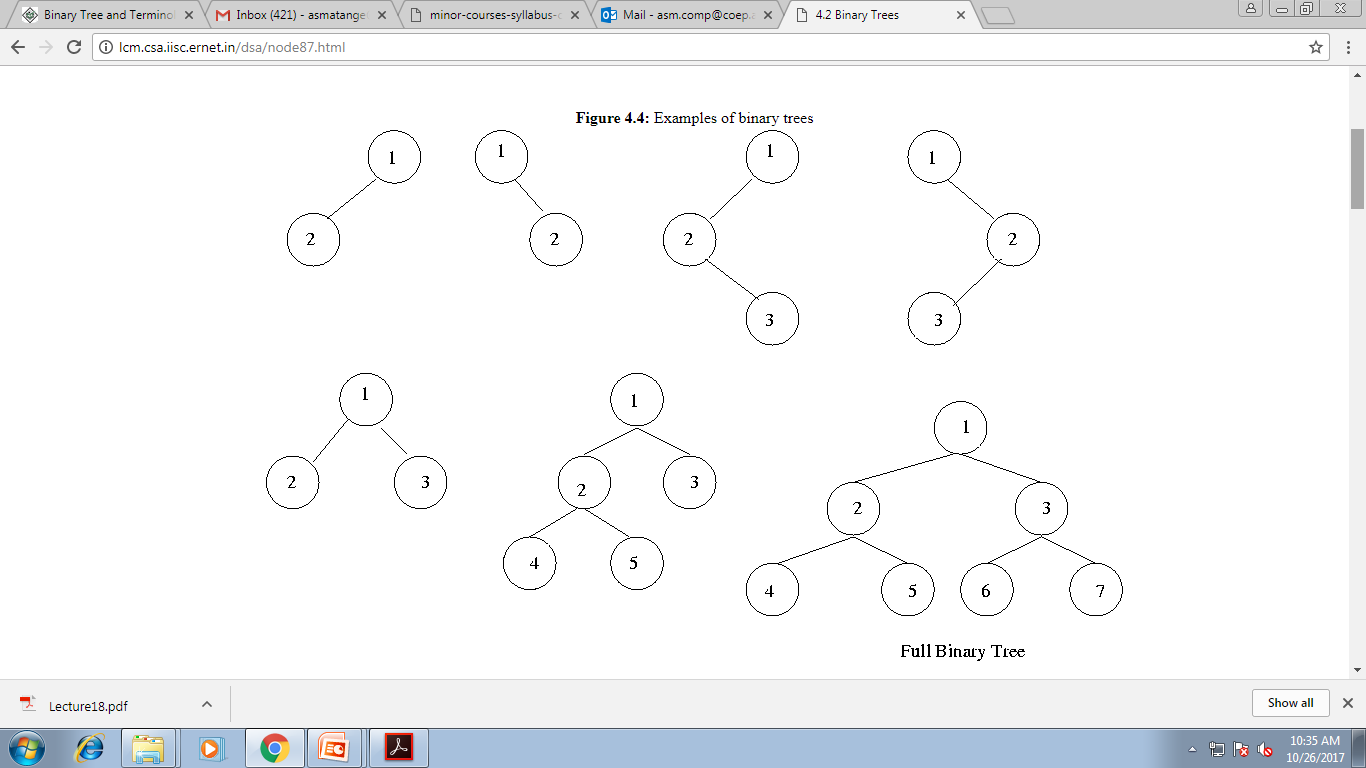 Binary Tree and Termino
Inbox (421) - asmatange
minor-courses-syllabus-
Mail - asm.comp@coep.
4.2 Binary Trees
lcm.csa.iisc.ernet.in/dsa/node87.html
Figure 4.4: Examples of binary trees
1 1 1 1
2 2 2 2
3 3
1 1 1
2 3 2 3 2 3
4 5 4 5 6 7
Full Binary Tree
Lecture18.pdf
Show all
10:35 AM
10/26/2017